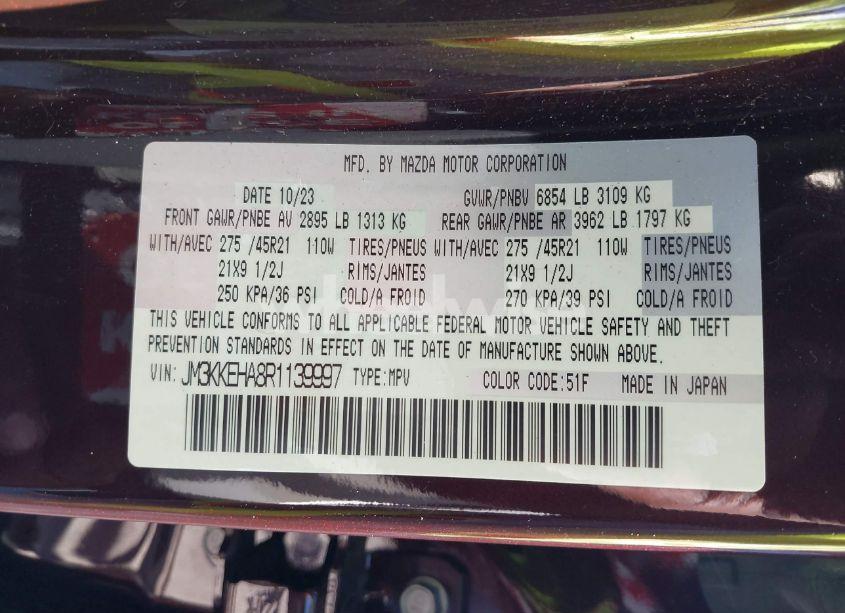 MFD. BY MAZDA MOTOR CORPORATION
DATE 10/23 GVWR/PNBV 6854 LB 3109 KG
FRONT GAWR/PNBE AV 2895 LB 1313 KG REAR GAWR/PNBE AR 3962 LB 1797 KG
WITH/AVEC 275 /45R21 110W TIRES/PNEUS WITH/AVEC 275 /45R21 110W TIRES/PNEUS
21X9 1/2J RIMS/JANTES 21X9 1/2J RIMS/JANTES
250 KPA/36 PSI COLD/A FROID 270 KPA/39 PSI COLD/A FROID
THIS VEHICLE CONFORMS TO ALL APPLICABLE FEDERAL MOTOR VEHICLE SAFETY AND THEFT
PREVENTION STANDARDS IN EFFECT ON THE DATE OF MANUFACTURE SHOWN ABOVE.
VIN: JM3KKEHA8R1139997 TYPE:MPV COLOR CODE:51F MADE IN JAPAN